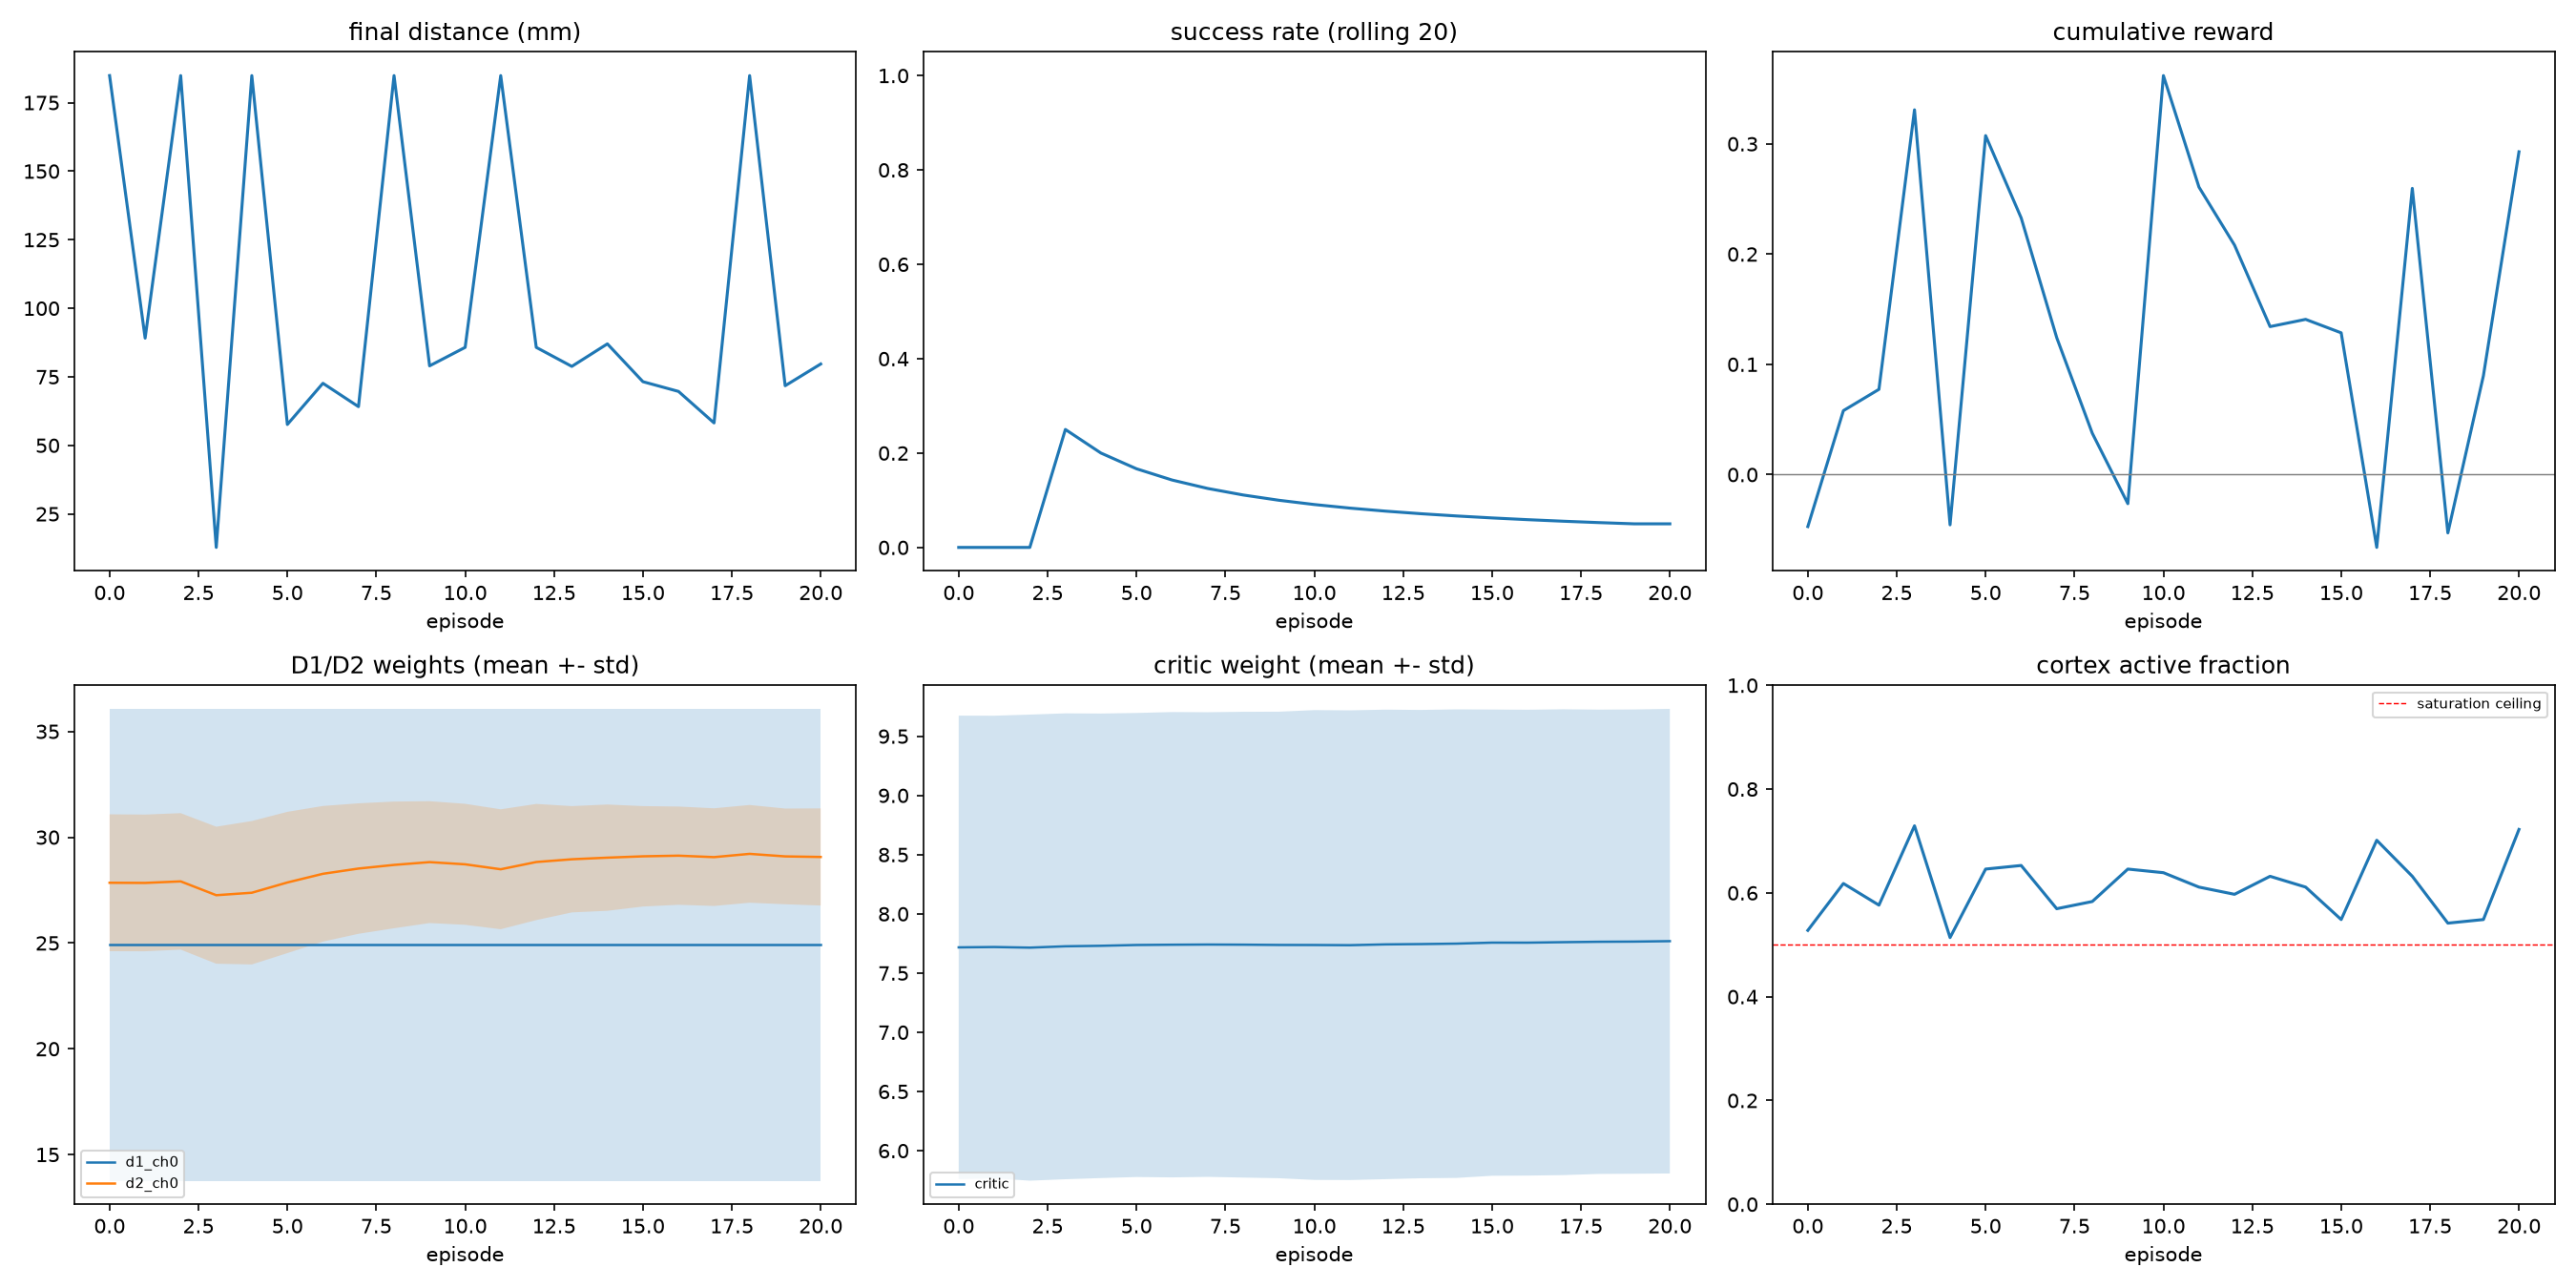 final distance (mm)
175
150
125
100
75
50
25
0.0 2.5 5.0 7.5 10.0 12.5 15.0 17.5 20.0
episode
success rate (rolling 20)
1.0
0.8
0.6
0.4
0.2
0.0
0.0 2.5 5.0 7.5 10.0 12.5 15.0 17.5 20.0
episode
cumulative reward
0.3
0.2
0.1
0.0
0.0 2.5 5.0 7.5 10.0 12.5 15.0 17.5 20.0
episode
D1/D2 weights (mean +- std)
35
30
25
20
15
d1_ch0
d2_ch0
0.0 2.5 5.0 7.5 10.0 12.5 15.0 17.5 20.0
episode
critic weight (mean +- std)
9.5
9.0
8.5
8.0
7.5
7.0
6.5
6.0
critic
0.0 2.5 5.0 7.5 10.0 12.5 15.0 17.5 20.0
episode
cortex active fraction
1.0
saturation ceiling
0.8
0.6
0.4
0.2
0.0
0.0 2.5 5.0 7.5 10.0 12.5 15.0 17.5 20.0
episode